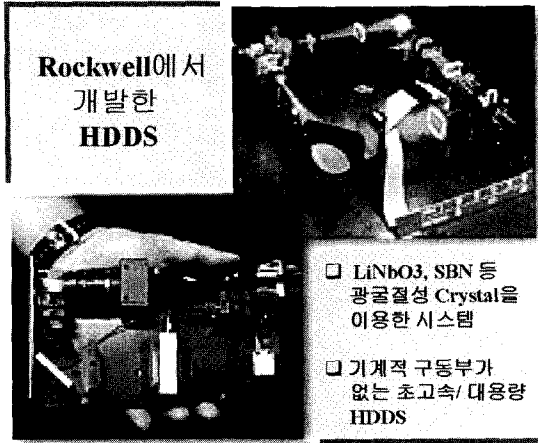 Rockwell에서
개발한
HDDS
❑ LiNbO3, SBN 등
광굴절성 Crystal을
이용한 시스템
❑ 기계적 구동부가
없는 초고속/ 대용량
HDDS